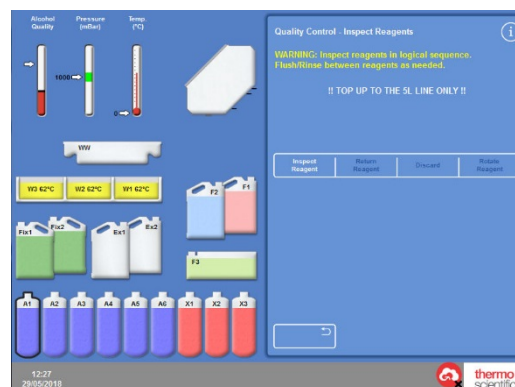 Alcohol
Quality
Pressure
(mBar)
Temp.
(°C)
1000
0
WW
W3 62°C
W2 62°C
W1 62°C
Fix1
Fix2
Ex1
Ex2
F2
F1
F3
A1
A2
A3
A4
A5
A6
X1
X2
X3
12:27
29/05/2018
Quality Control - Inspect Reagents
i
WARNING: Inspect reagents in logical sequence.
Flush/Rinse between reagents as needed.
!! TOP UP TO THE 5L LINE ONLY !!
Inspect
Reagent
Return
Reagent
Discard
Rotate
Reagent
thermo
scientific